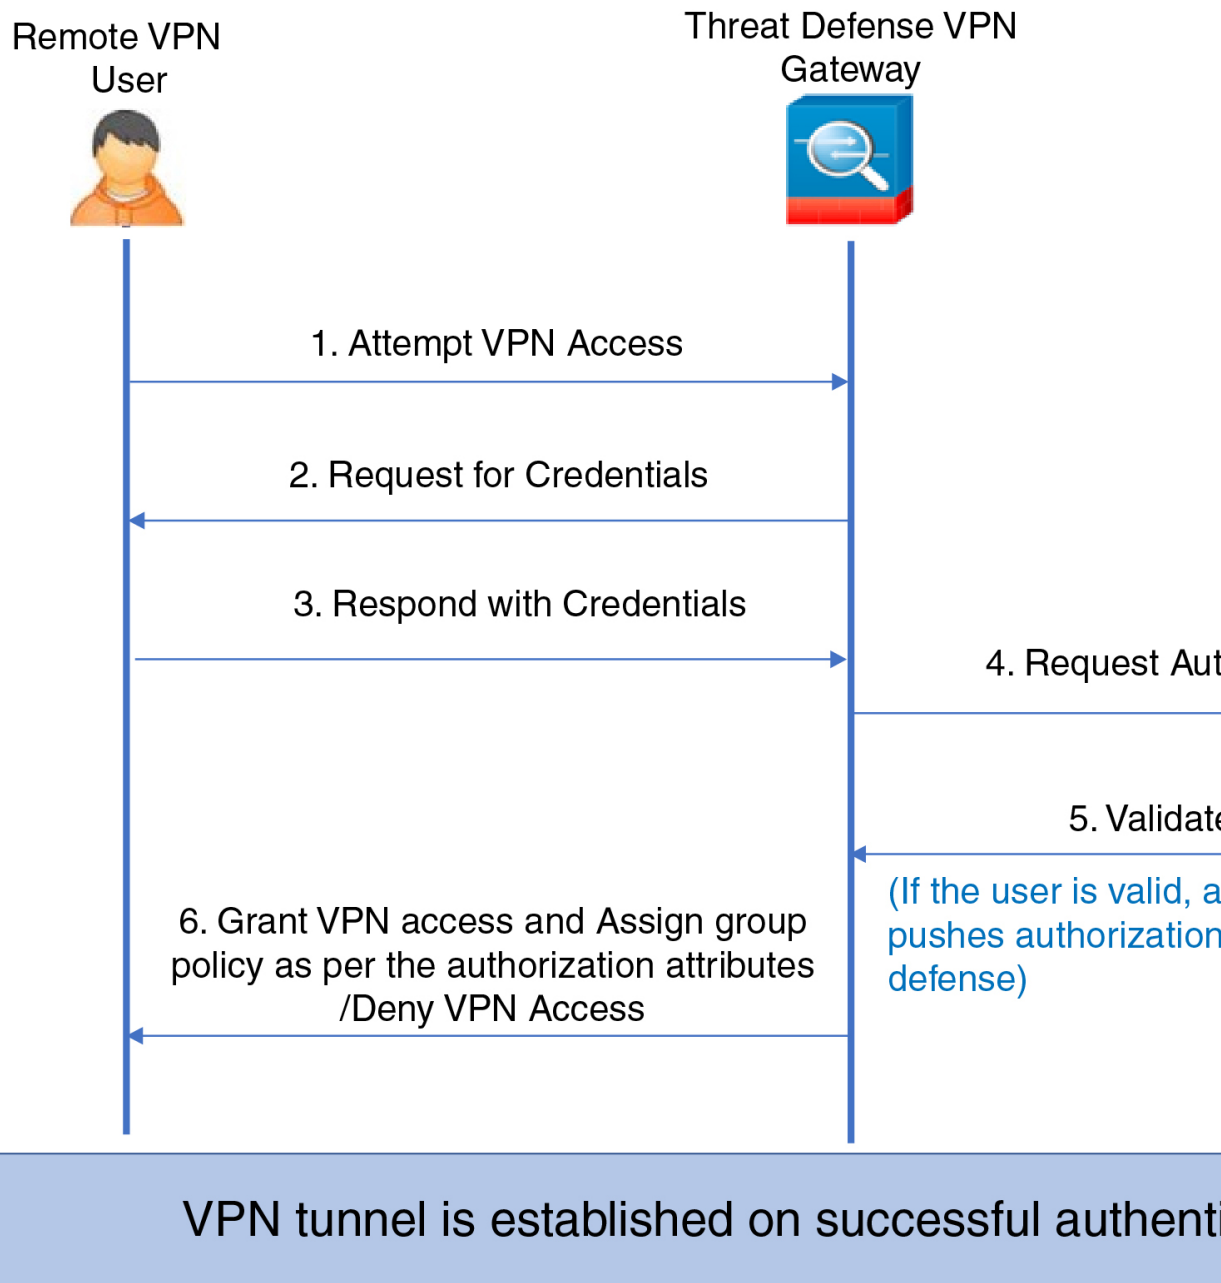 Remote VPN
User
Threat Defense VPN
Gateway
1. Attempt VPN Access
2. Request for Credentials
3. Respond with Credentials
4. Request Aut
5. Validate
(If the user is valid, a
pushes authorization
defense)
6. Grant VPN access and Assign group
policy as per the authorization attributes
/Deny VPN Access
VPN tunnel is established on successful authenti